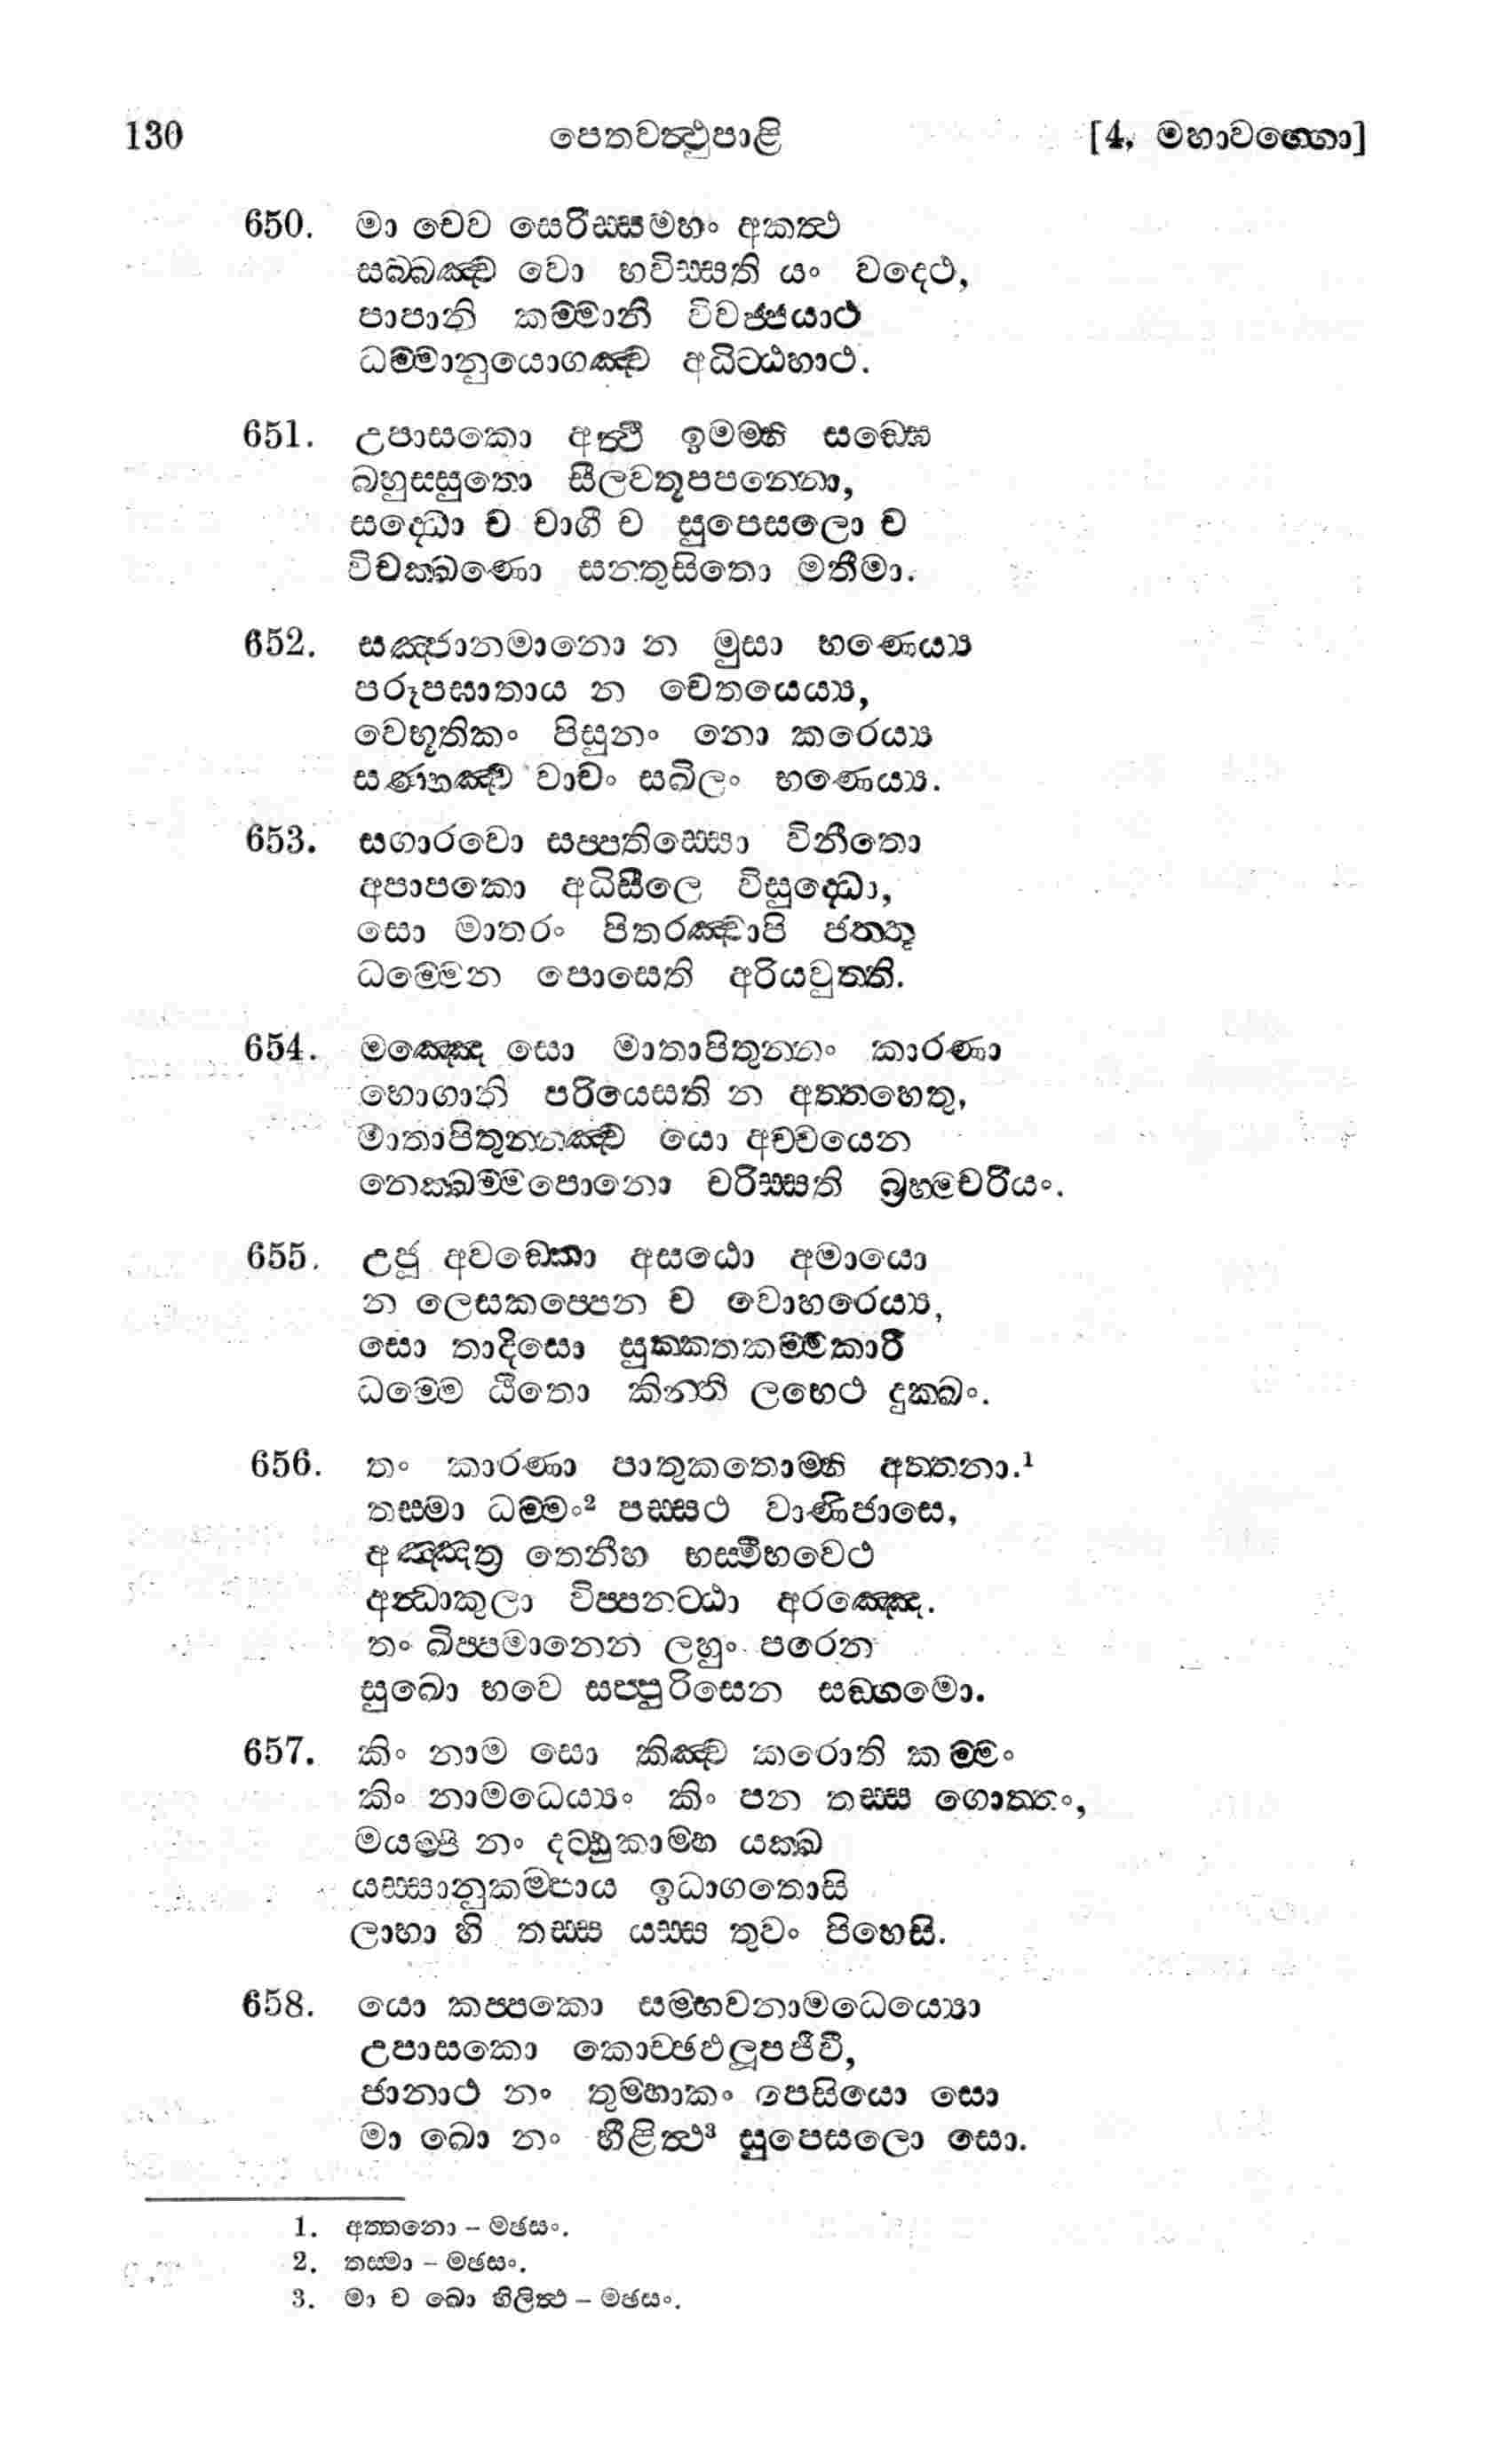 130 පෙතවත්‍ථුපාළි [4, මහාවග්ගො]
650. මා චෙව සෙරිස්සමහං අකත්‍ථ
සබ්බඤ්ච වො භවිස්සති යං වදෙථ,
පාපානි කම්මානි විවජ්ජයාථ
ධම්මානුයොගඤ්ච අධිට්ඨහාථ.
651. උපාසකො අත්‍ථි ඉමම්හි සඞ්ඝෙ
බහුස්සුතො සීලවතූපපන්නො,
සද්ධො ච චාගී ච සුපෙසලො ච
විචක්ඛණො සන්තුසිතො මතීමා.
652. සඤ්ජානමානො න මුසා භණෙය්‍ය
පරූපඝාතාය න චෙතයෙය්‍ය,
වෙභූතිකං පිසුනං නො කරෙය්‍ය
සණ්හඤ්ච වාචං සඛිලං භණෙය්‍ය.
653. සගාරවො සප්පතිස්සො විනීතො
අපාපකො අධිසීලෙ විසුද්ධො,
සො මාතරං පිතරඤ්චාපි ජන්තූ
ධම්මෙන පොසෙති අරියවුත්ති.
654. මඤ්ඤෙ සො මාතාපිතුන්නං කාරණා
භොගානි පරියෙසති න අත්තහෙතු,
මාතාපිතුන්නඤ්ච යො අච්චයෙන
නෙක්ඛම්මපොනො චරිස්සති බ්‍රහ්මචරියං.
655. උජූ අවඞ්කො අසඨො අමායො
න ලෙසකප්පෙන ච වොහරෙය්‍ය,
සො තාදිසො සුක්කතකම්මකාරී
ධම්මෙ ඨිතො කින්ති ලභෙථ දුක්ඛං.
656. තං කාරණා පාතුකතොම්හි අත්තනා.¹
තස්මා ධම්මං² පස්සථ වාණිජාසෙ,
අඤ්ඤත්‍ර තෙනීහ භස්මීභවෙථ
අන්‍ධාකුලා විප්පනට්ඨා අරඤ්ඤෙ.
තං ඛිප්පමානෙන ලහුං පරෙන
සුඛො භවෙ සප්පුරිසෙන සඞ්ගමො.
657. කිං නාම සො කිඤ්ච කරොති කම්මං
කිං නාමධෙය්‍යං කිං පන තස්ස ගොත්තං,
මයම්පි නං දට්ඨුකාම්හ යක්ඛ
යස්සානුකම්පාය ඉධාගතොසි
ලාභා හි තස්ස යස්ස තුවං පිහෙසි.
658. යො කප්පකො සම්භවනාමධෙය්‍යො
උපාසකො කොච්ඡඵලූපජීවී,
ජානාථ නං තුම්හාකං පෙසියො සො
මා ඛො නං හීළිත්‍ථ³ සුපෙසලො සො.
1. අත්තනො – මඡසං.
2. තස්මා – මඡසං.
3. මා ච ඛො හිලිත්‍ථ – මඡසං.